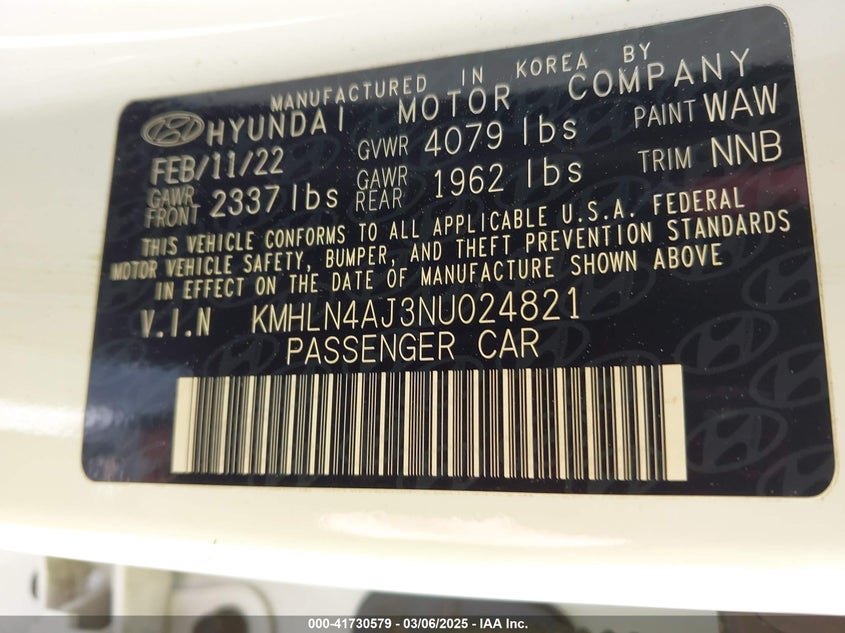 MANUFACTURED IN KOREA BY
HYUNDAI MOTOR COMPANY
FEB/11/22 GVWR 4079 lbs PAINT WAW
GAWR FRONT 2337 lbs GAWR REAR 1962 lbs TRIM NNB
THIS VEHICLE CONFORMS TO ALL APPLICABLE U.S.A. FEDERAL
MOTOR VEHICLE SAFETY, BUMPER, AND THEFT PREVENTION STANDARDS
IN EFFECT ON THE DATE OF MANUFACTURE SHOWN ABOVE
V.I.N KMHLN4AJ3NU024821
PASSENGER CAR
000-41730579 — 03/06/2025 — IAA Inc.